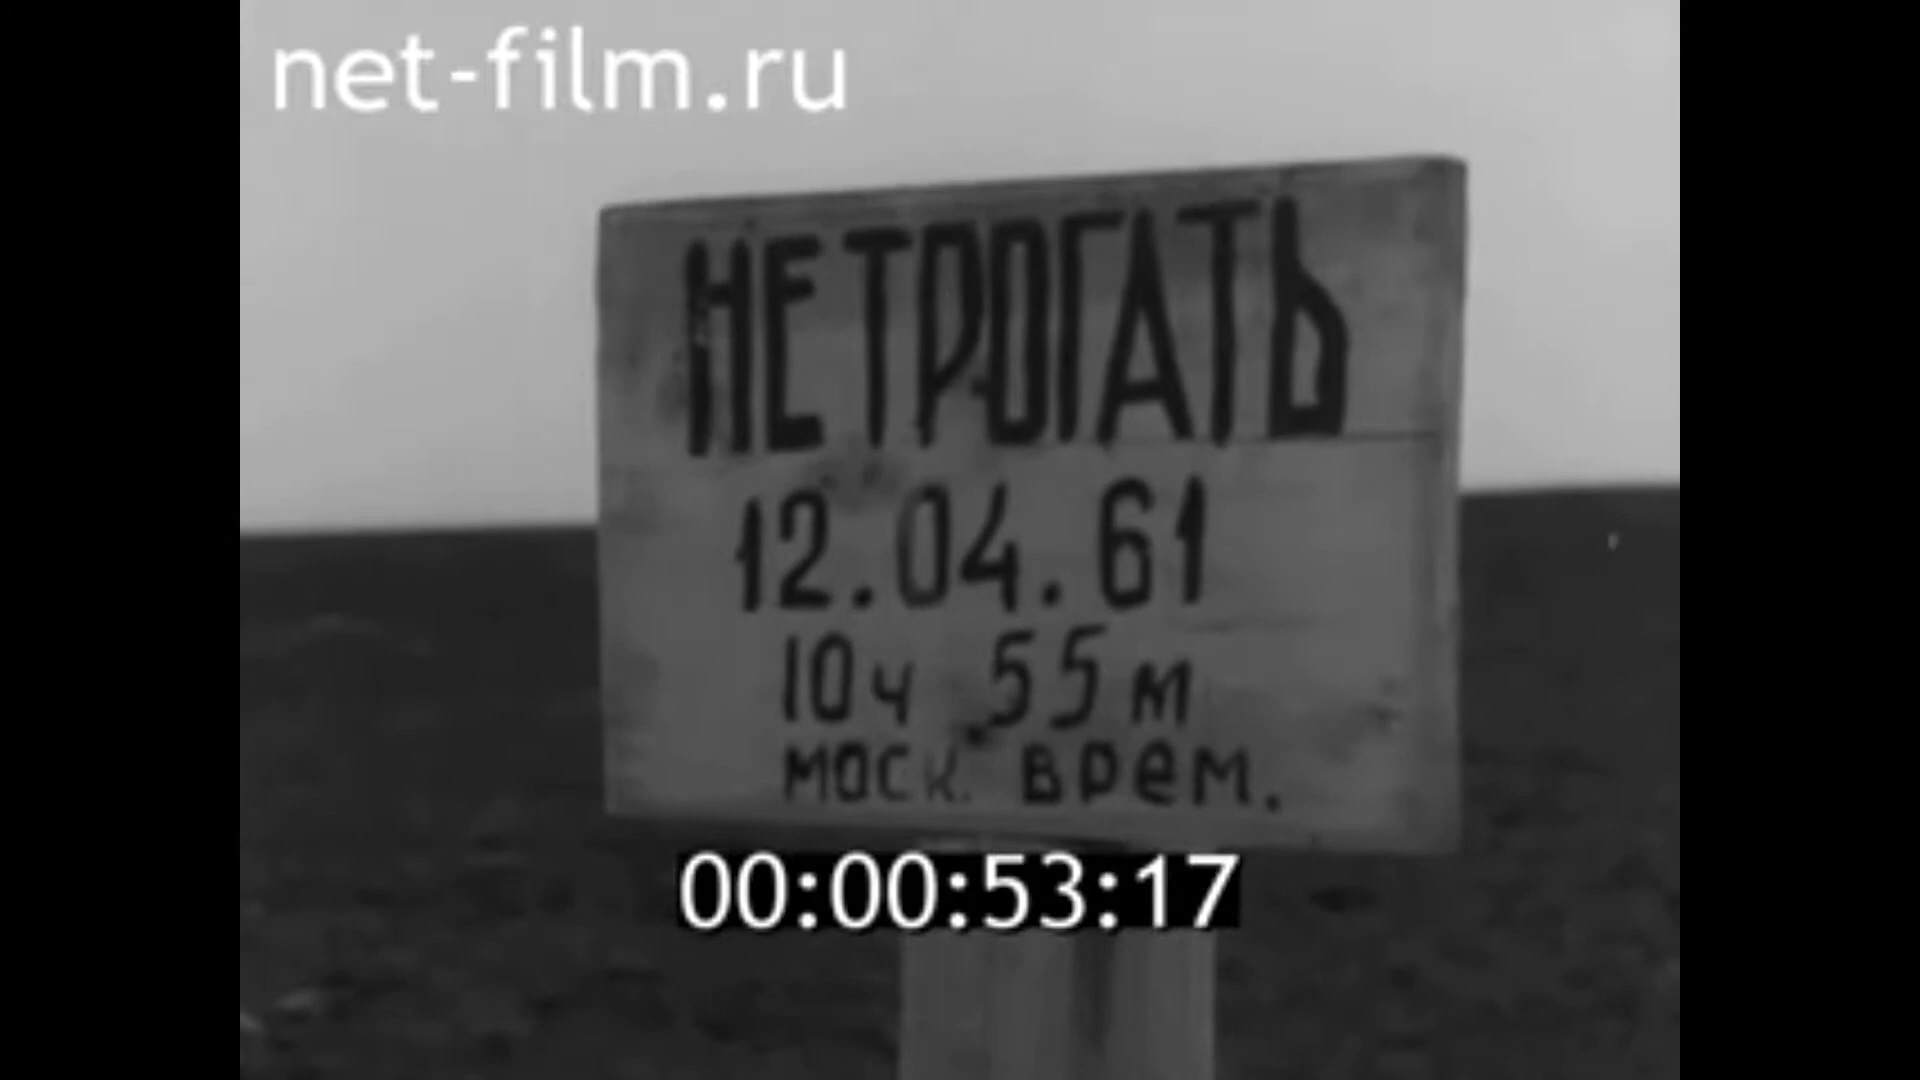 net-film.ru
НЕ ТРОГАТЬ
12.04.61
10ч 55м
моск. врем.
00:00:53:17